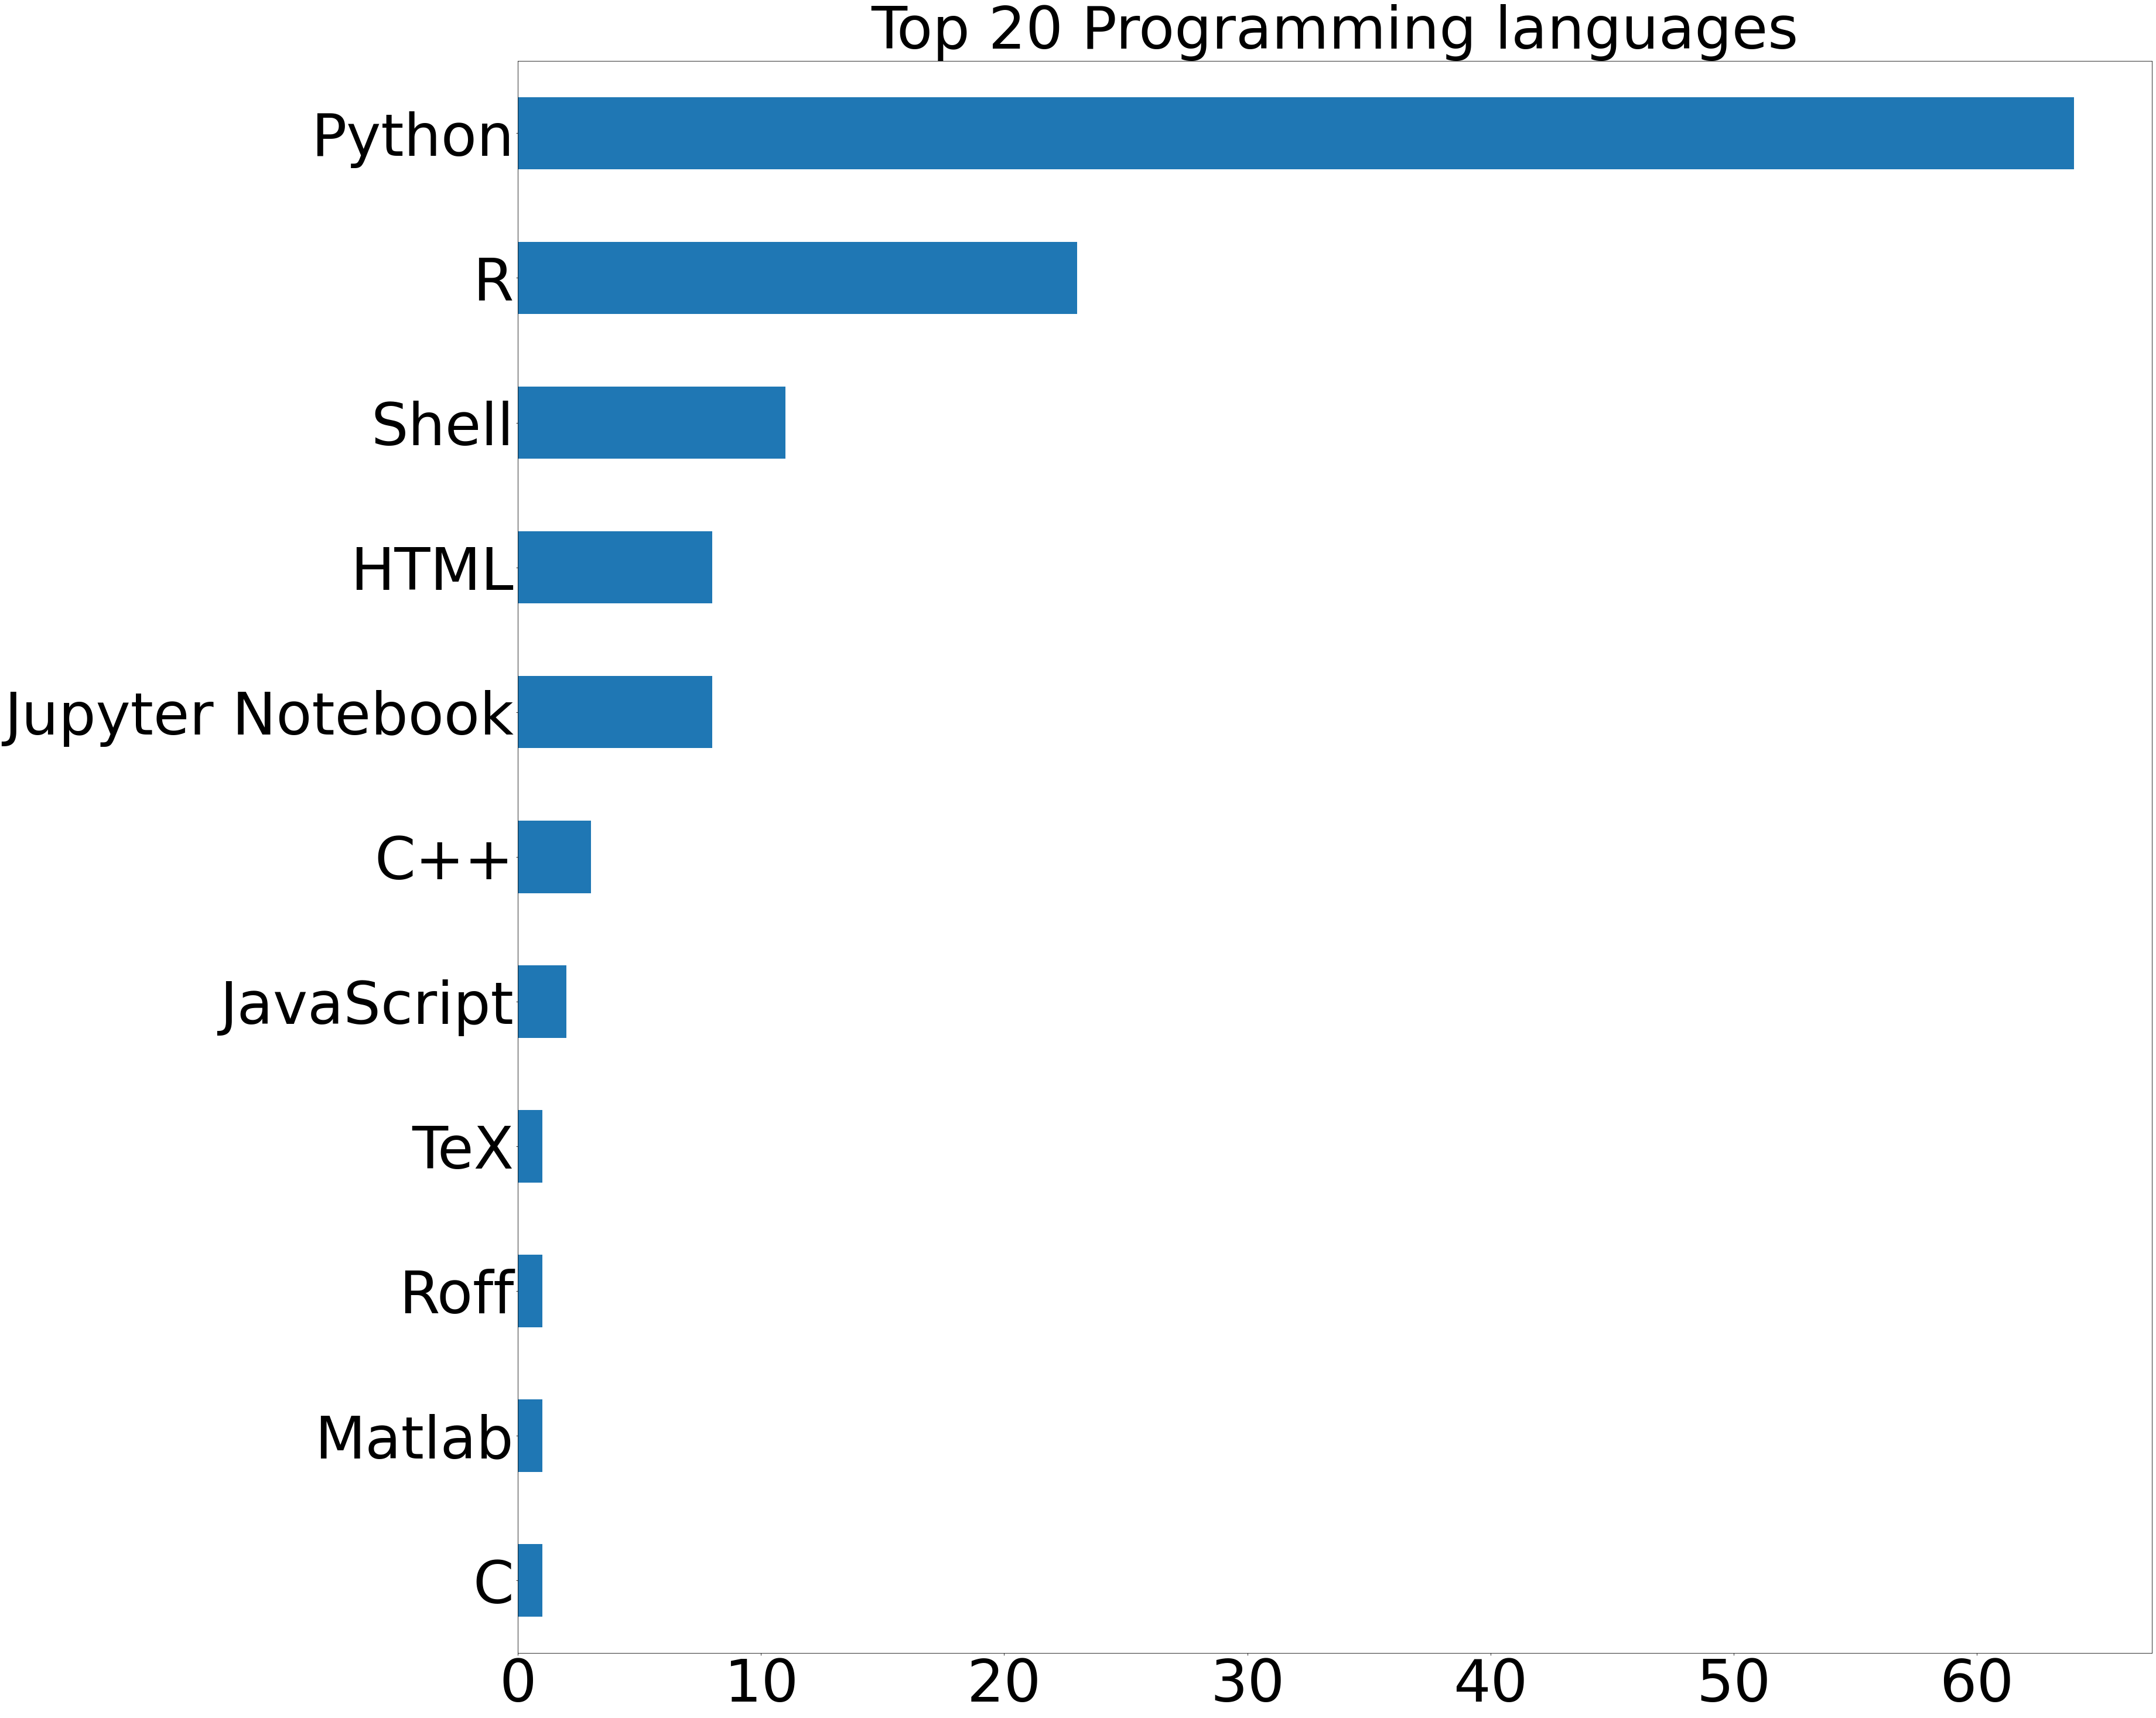 Top 20 Programming languages
Python
R
Shell
HTML
Jupyter Notebook
C++
JavaScript
TeX
Roff
Matlab
C
0 10 20 30 40 50 60